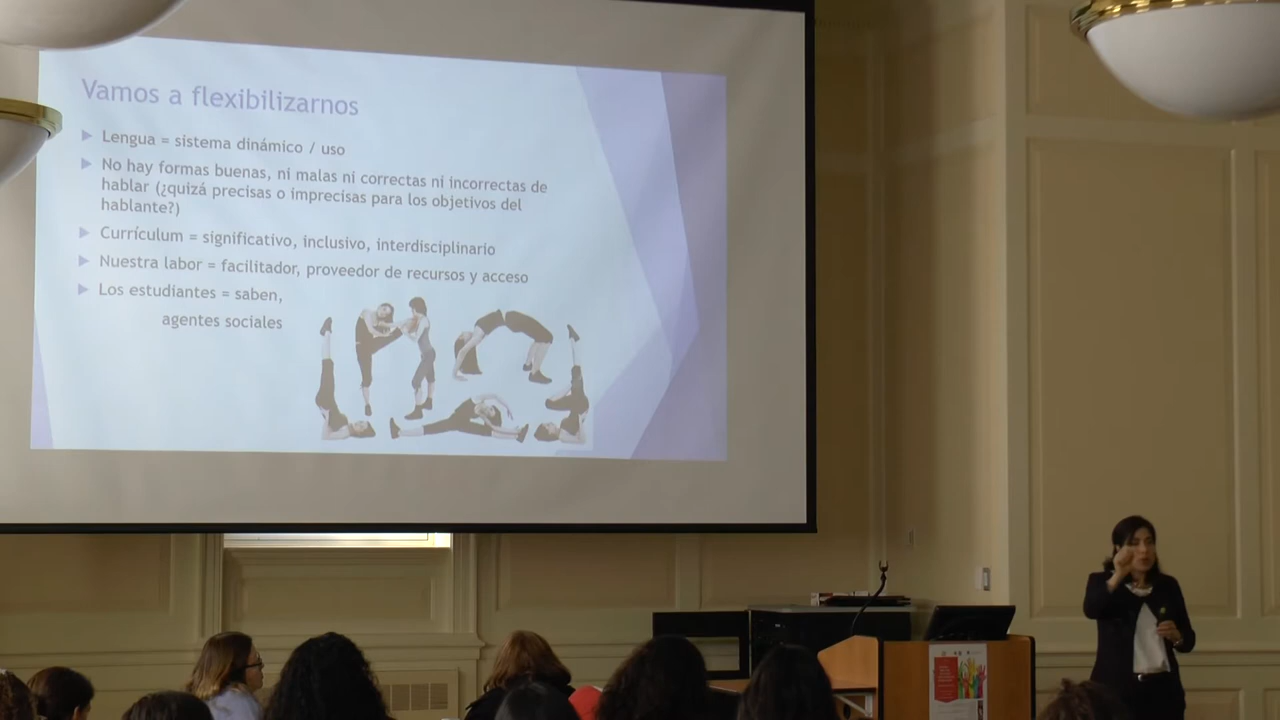 Vamos a flexibilizarnos
Lengua = sistema dinámico / uso
No hay formas buenas, ni malas ni correctas ni incorrectas de
hablar (¿quizá precisas o imprecisas para los objetivos del
hablante?)
Currículum = significativo, inclusivo, interdisciplinario
Nuestra labor = facilitador, proveedor de recursos y acceso
Los estudiantes = saben,
agentes sociales